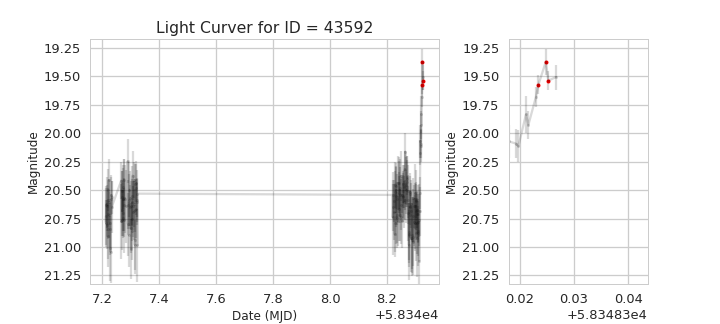 Light Curver for ID = 43592
Magnitude
19.25
19.50
19.75
20.00
20.25
20.50
20.75
21.00
21.25
7.2 7.4 7.6 7.8 8.0 8.2
Date (MJD)
+5.834e4
Magnitude
19.25
19.50
19.75
20.00
20.25
20.50
20.75
21.00
21.25
0.02 0.03 0.04
+5.83483e4